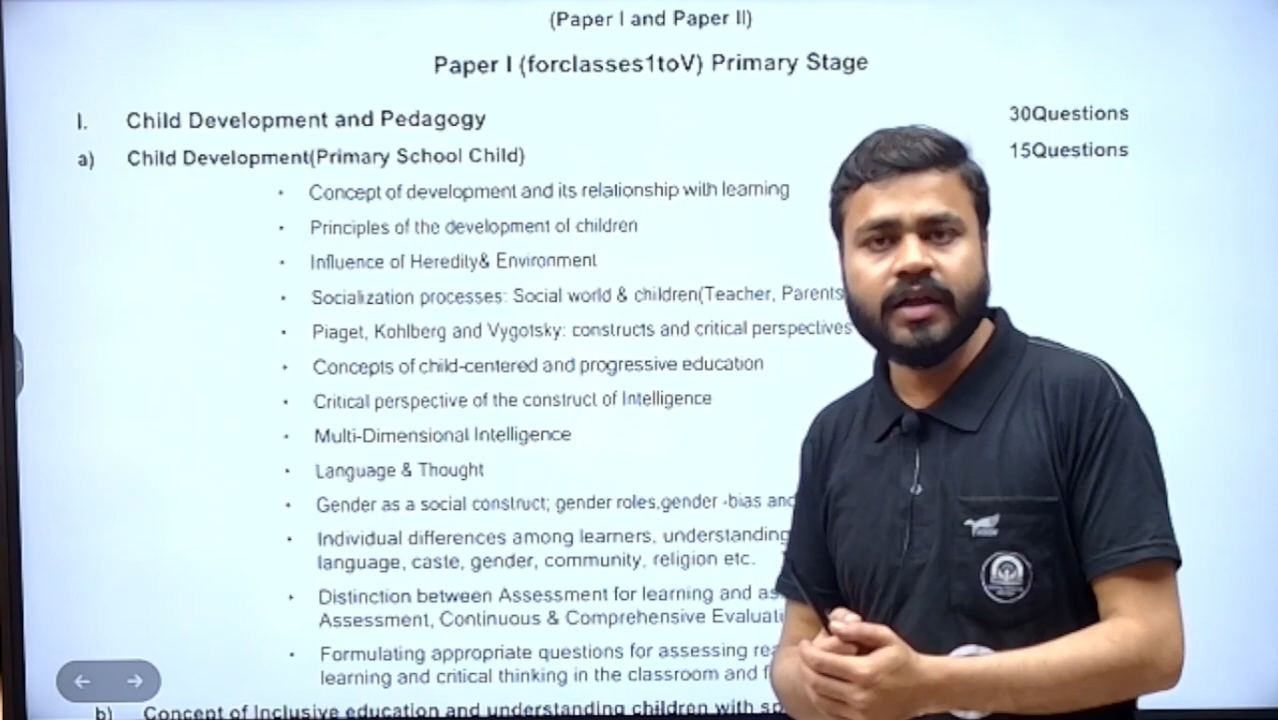 (Paper I and Paper II)
Paper I (forclasses1toV) Primary Stage
I. Child Development and Pedagogy 30Questions
a) Child Development(Primary School Child) 15Questions
• Concept of development and its relationship with learning
• Principles of the development of children
• Influence of Heredity& Environment
• Socialization processes: Social world & children(Teacher, Parents
• Piaget, Kohlberg and Vygotsky: constructs and critical perspectives
• Concepts of child-centered and progressive education
• Critical perspective of the construct of Intelligence
• Multi-Dimensional Intelligence
• Language & Thought
• Gender as a social construct; gender roles,gender -bias and
• Individual differences among learners, understanding
language, caste, gender, community, religion etc.
• Distinction between Assessment for learning and as
Assessment, Continuous & Comprehensive Evaluati
• Formulating appropriate questions for assessing rea
learning and critical thinking in the classroom and f
b) Concept of Inclusive education and understanding children with sp